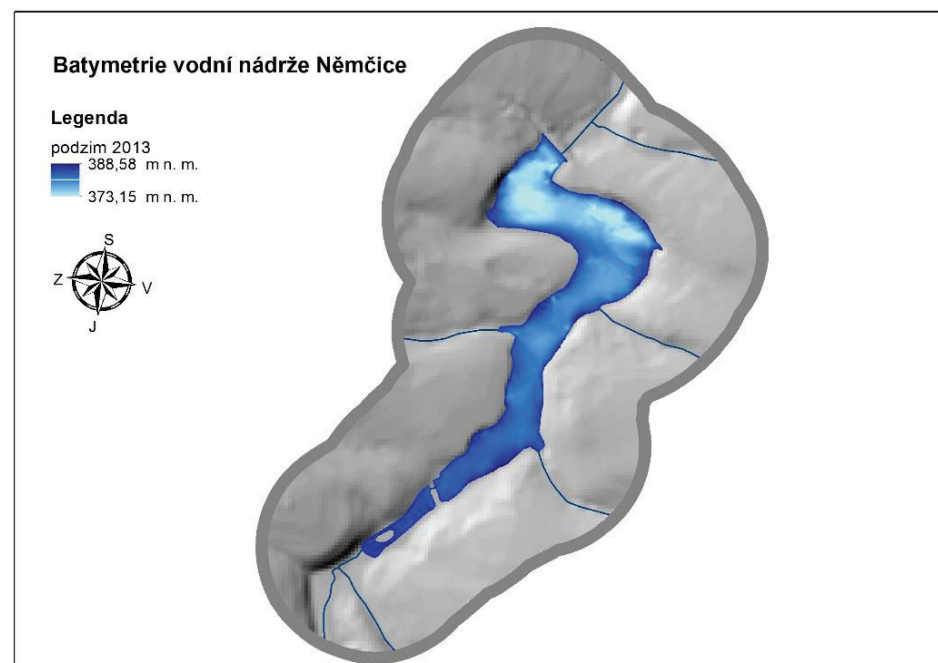 Batymetrie vodní nádrže Němčice
Legenda
podzim 2013
388,58 m n. m.
373,15 m n. m.
S
Z
V
J